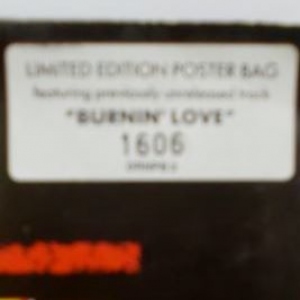 LIMITED EDITION POSTER BAG
featuring previously unreleased track
"BURNIN' LOVE"
1606